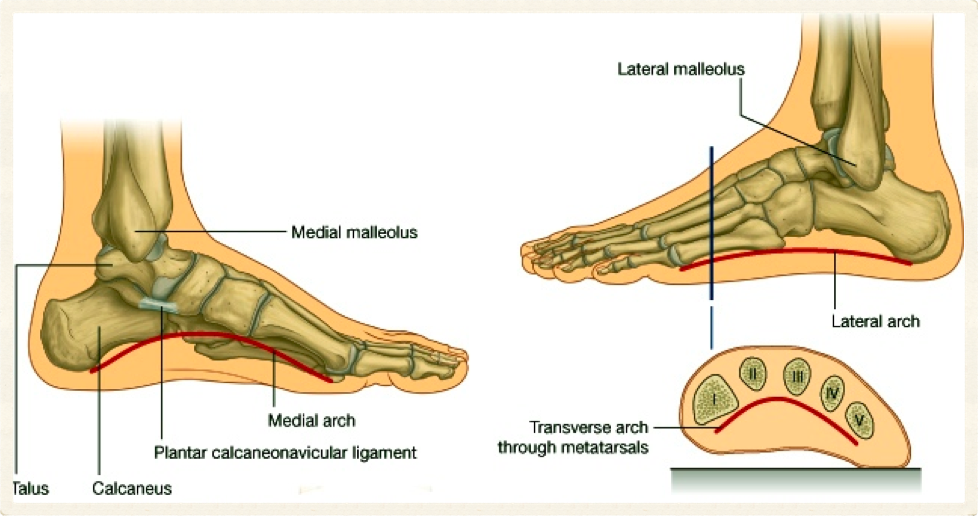 Lateral malleolus
Medial malleolus
Lateral arch
Medial arch
Plantar calcaneonavicular ligament
Talus
Calcaneus
I
II
III
IV
V
Transverse arch
through metatarsals